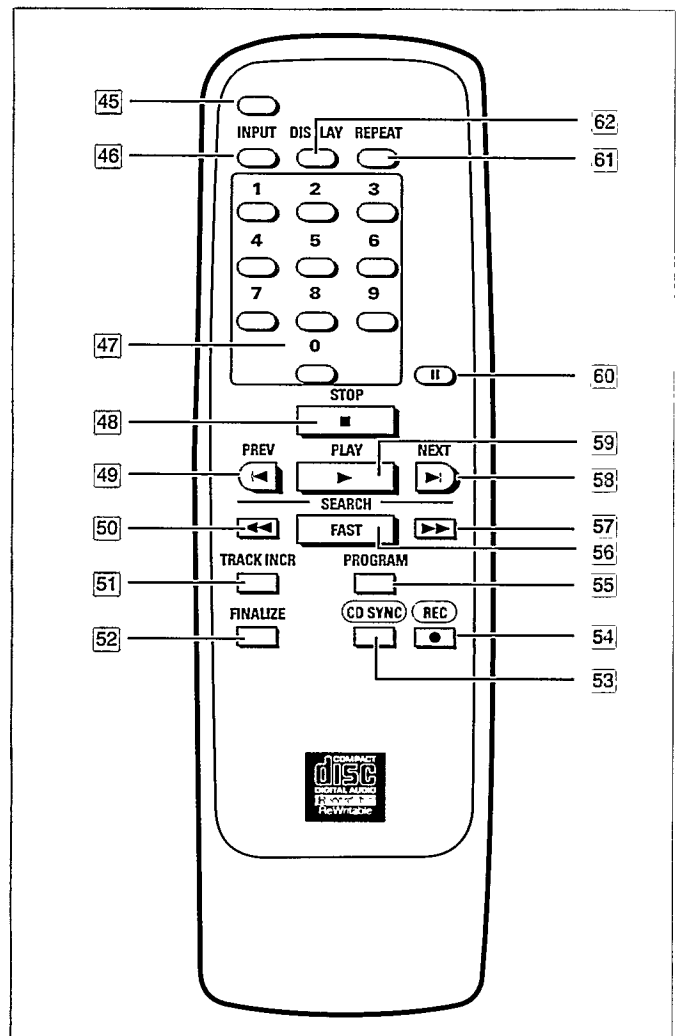 45
INPUT DISPLAY REPEAT 62
46 61
1 2 3
4 5 6
7 8 9
47 0
60
STOP
48
PREV PLAY NEXT 59
49 58
SEARCH
50 FAST 57
56
TRACK INCR PROGRAM
51 55
FINALIZE CD SYNC REC
52 54
53
COMPACT
disc
DIGITAL AUDIO
Recordable
ReWritable